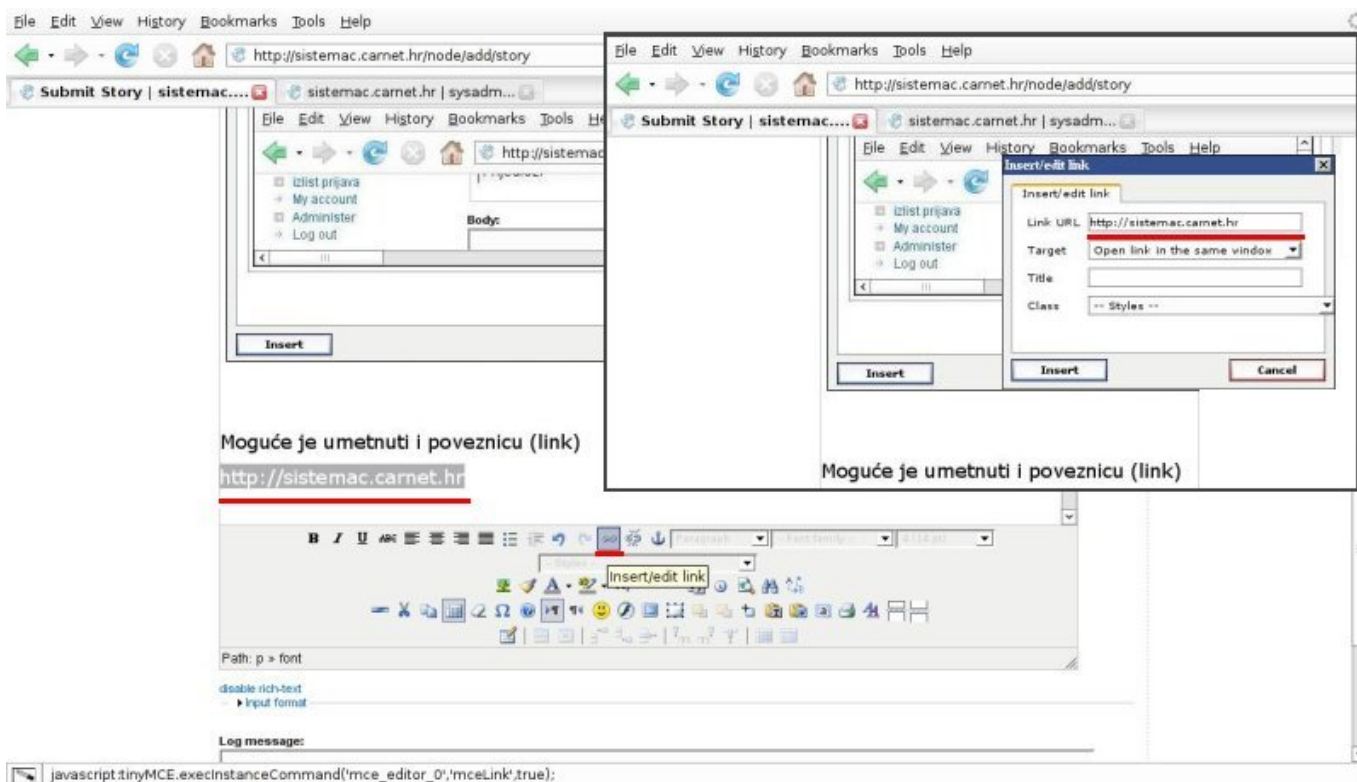 File Edit View History Bookmarks Tools Help
http://sistemac.carnet.hr/node/add/story
Submit Story | sistemac.... sistemac.carnet.hr | sysadm...
File Edit View History Bookmarks Tools
http://sistemac
izlist prijava
My account
Administer
Log out
Body:
Insert
Moguće je umetnuti i poveznicu (link)
http://sistemac.carnet.hr
Paragraph
-- Styles --
Insert/edit link
Path: p » font
disable rich-text
Input format
Log message:
javascript:tinyMCE.execInstanceCommand('mce_editor_0','mceLink',true);
File Edit View History Bookmarks Tools Help
http://sistemac.carnet.hr/node/add/story
Submit Story | sistemac.... sistemac.carnet.hr | sysadm...
File Edit View History Bookmarks Tools Help
izlist prijava
My account
Administer
Log out
Insert/edit link
Insert/edit link
Link URL http://sistemac.carnet.hr
Target Open link in the same window
Title
Class -- Styles --
Insert Cancel
Insert
Moguće je umetnuti i poveznicu (link)